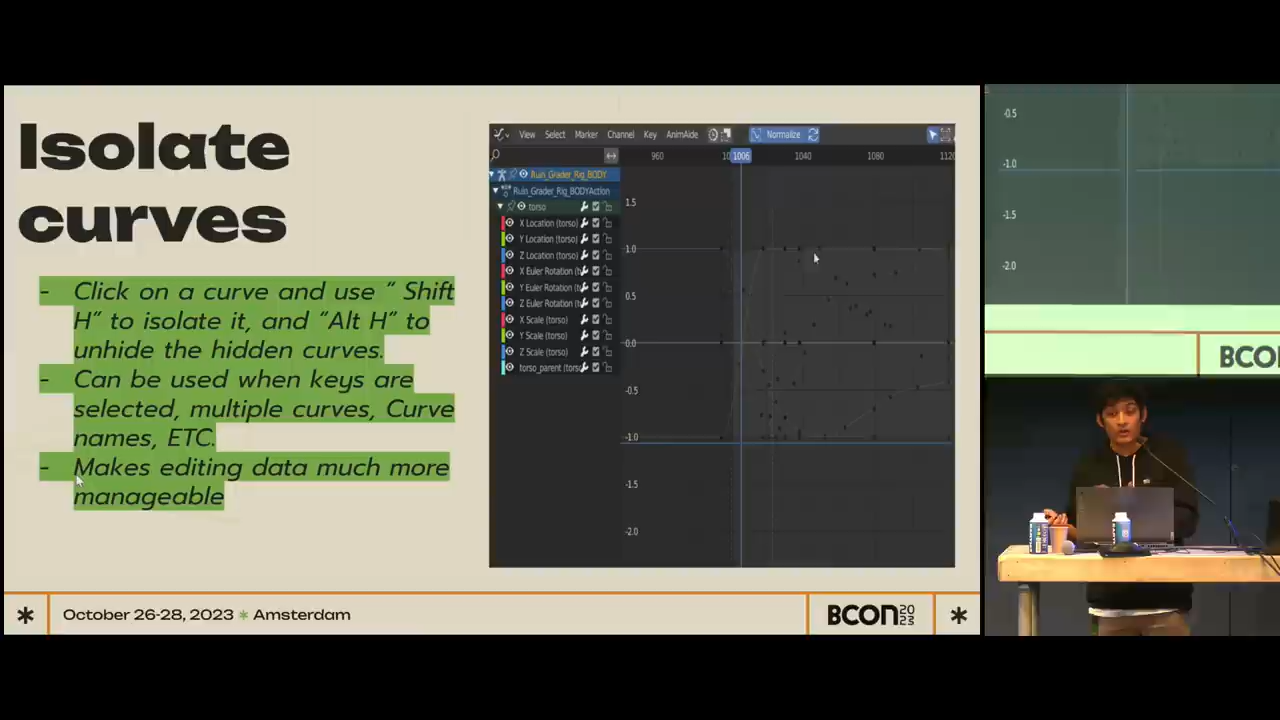 Isolate
curves
- Click on a curve and use “ Shift
H” to isolate it, and “Alt H” to
unhide the hidden curves.
- Can be used when keys are
selected, multiple curves, Curve
names, ETC.
- Makes editing data much more
manageable
View Select Marker Channel Key AnimAide Normalize
960 1006 1040 1080 1120
Ruin_Grader_Rig_BODY
Ruin_Grader_Rig_BODYAction
torso
X Location (torso)
Y Location (torso)
Z Location (torso)
X Euler Rotation (t
Y Euler Rotation (t
Z Euler Rotation (t
X Scale (torso)
Y Scale (torso)
Z Scale (torso)
torso_parent (torso
1.5
1.0
0.5
0.0
-0.5
-1.0
-1.5
-2.0
October 26-28, 2023 * Amsterdam
BCON 2023
-0.5
-1.0
-1.5
-2.0
BCON